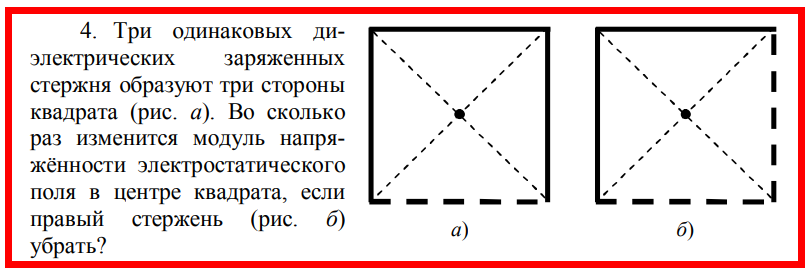 4. Три одинаковых ди-
электрических заряженных
стержня образуют три стороны
квадрата (рис. а). Во сколько
раз изменится модуль напря-
жённости электростатического
поля в центре квадрата, если
правый стержень (рис. б)
убрать?
а)
б)